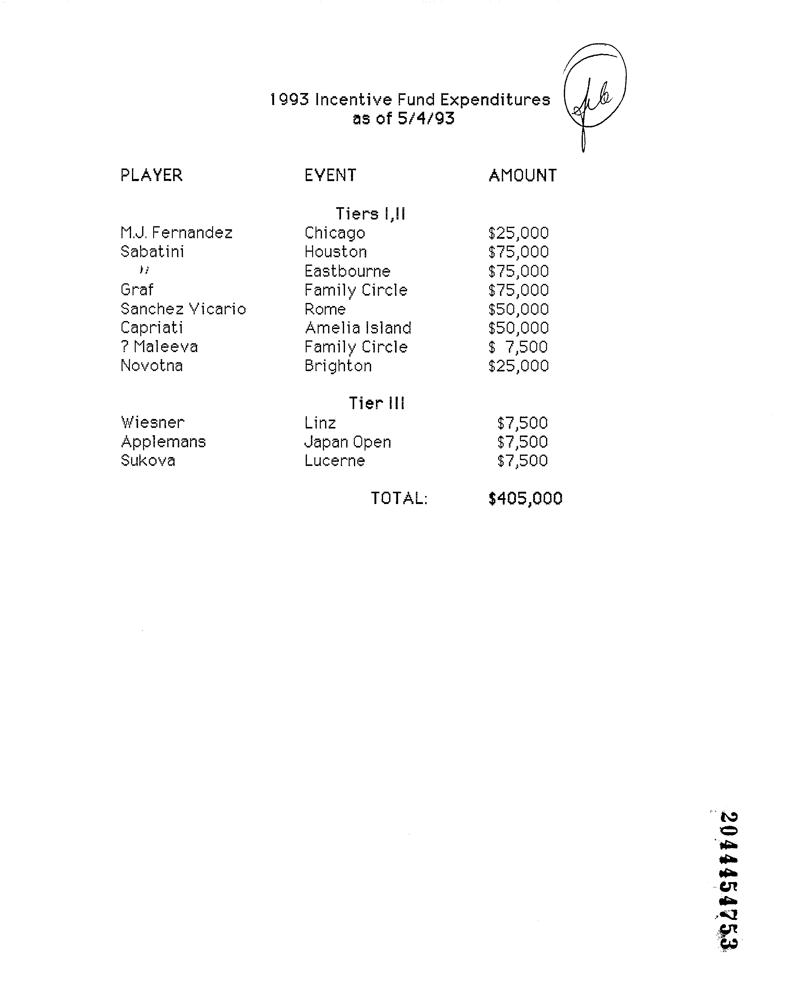 1993 Incentive Fund Expenditures
as of 5/4/93
PLAYER EVENT AMOUNT
Tiers I,II
M.J. Fernandez Chicago $25,000
Sabatini Houston $75,000
" Eastbourne $75,000
Graf Family Circle $75,000
Sanchez Vicario Rome $50,000
Capriati Amelia Island $50,000
? Maleeva Family Circle $ 7,500
Novotna Brighton $25,000
Tier III
Wiesner Linz $7,500
Applemans Japan Open $7,500
Sukova Lucerne $7,500
TOTAL: $405,000
2044454753